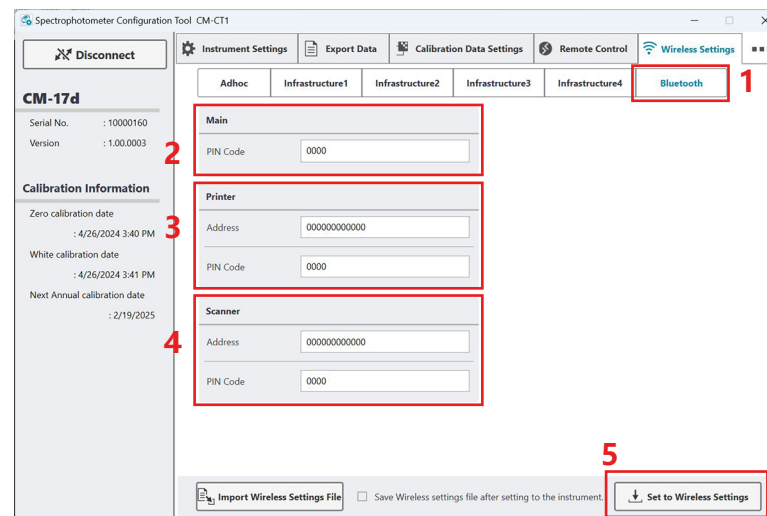 Spectrophotometer Configuration Tool CM-CT1
Disconnect
Instrument Settings
Export Data
Calibration Data Settings
Remote Control
Wireless Settings
Adhoc
Infrastructure1
Infrastructure2
Infrastructure3
Infrastructure4
Bluetooth
1
CM-17d
Serial No. : 10000160
Version : 1.00.0003
Calibration Information
Zero calibration date
: 4/26/2024 3:40 PM
White calibration date
: 4/26/2024 3:41 PM
Next Annual calibration date
: 2/19/2025
2
Main
PIN Code 0000
3
Printer
Address 000000000000
PIN Code 0000
4
Scanner
Address 000000000000
PIN Code 0000
5
Import Wireless Settings File
Save Wireless settings file after setting to the instrument.
Set to Wireless Settings